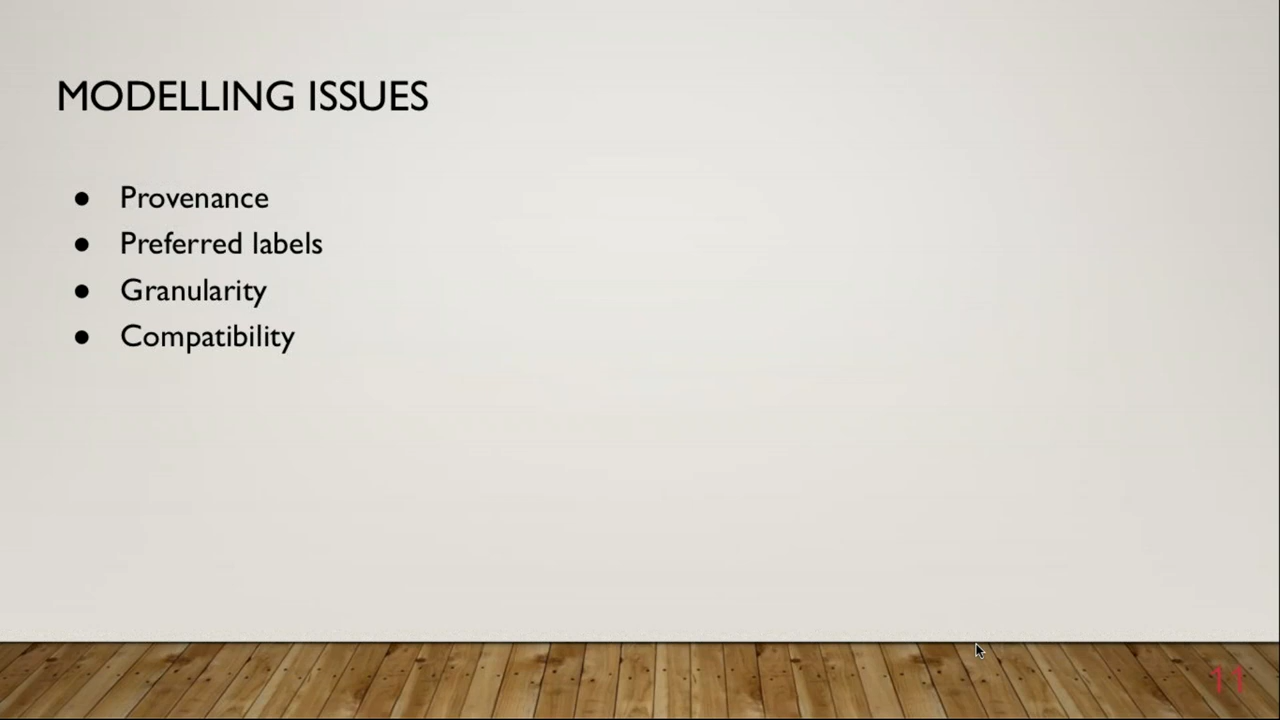 MODELLING ISSUES
● Provenance
● Preferred labels
● Granularity
● Compatibility
11